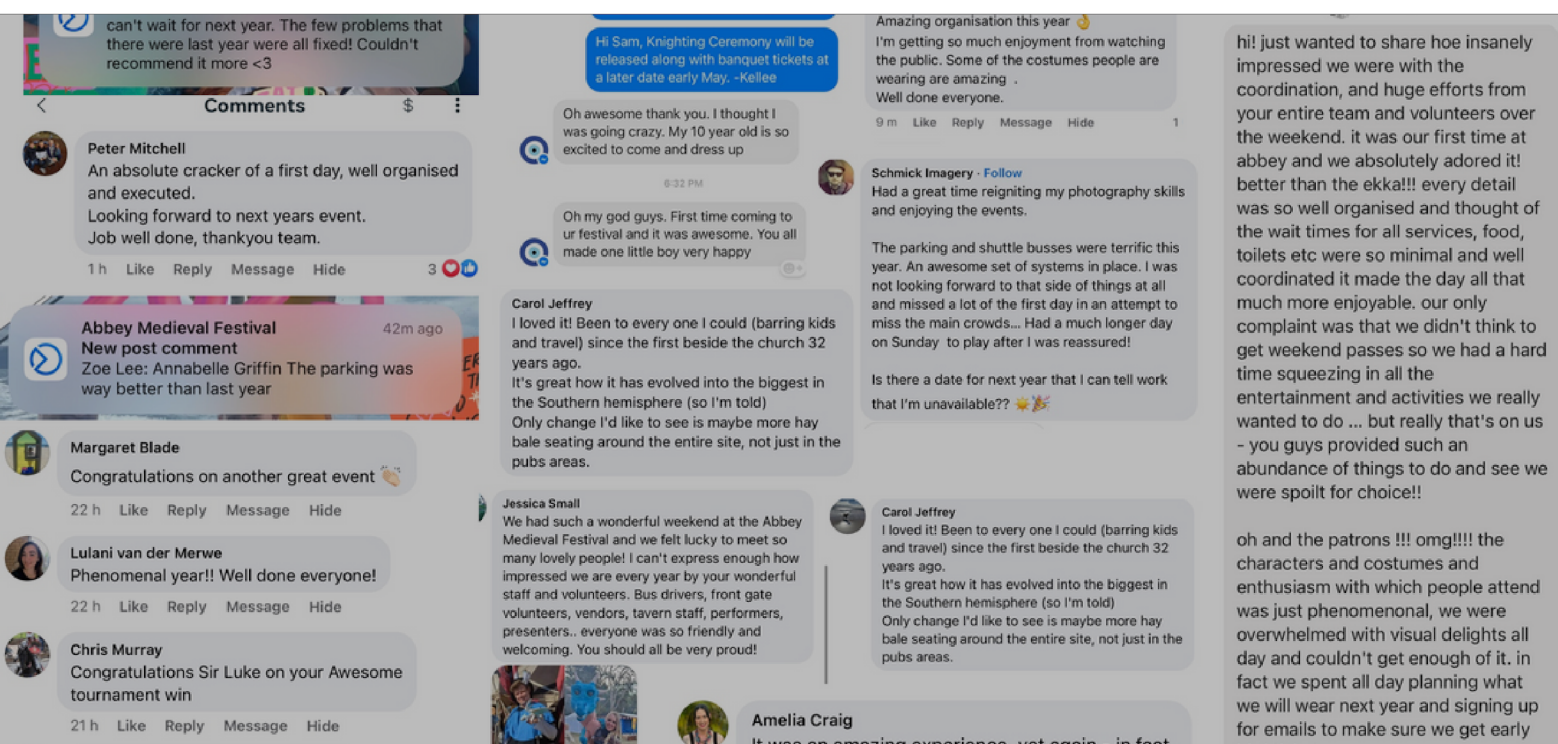 can't wait for next year. The few problems that
there were last year were all fixed! Couldn't
recommend it more <3
Comments
$
Peter Mitchell
An absolute cracker of a first day, well organised
and executed.
Looking forward to next years event.
Job well done, thankyou team.
1 h Like Reply Message Hide 3
Abbey Medieval Festival 42m ago
New post comment
Zoe Lee: Annabelle Griffin The parking was
way better than last year
Margaret Blade
Congratulations on another great event 👏🏻
22 h Like Reply Message Hide
Lulani van der Merwe
Phenomenal year!! Well done everyone!
22 h Like Reply Message Hide
Chris Murray
Congratulations Sir Luke on your Awesome
tournament win
21 h Like Reply Message Hide
Hi Sam, Knighting Ceremony will be
released along with banquet tickets at
a later date early May. -Kellee
Oh awesome thank you. I thought I
was going crazy. My 10 year old is so
excited to come and dress up
6:32 PM
Oh my god guys. First time coming to
ur festival and it was awesome. You all
made one little boy very happy
Carol Jeffrey
I loved it! Been to every one I could (barring kids
and travel) since the first beside the church 32
years ago.
It's great how it has evolved into the biggest in
the Southern hemisphere (so I'm told)
Only change I'd like to see is maybe more hay
bale seating around the entire site, not just in the
pubs areas.
Jessica Small
We had such a wonderful weekend at the Abbey
Medieval Festival and we felt lucky to meet so
many lovely people! I can't express enough how
impressed we are every year by your wonderful
staff and volunteers. Bus drivers, front gate
volunteers, vendors, tavern staff, performers,
presenters.. everyone was so friendly and
welcoming. You should all be very proud!
Amazing organisation this year 👌
I'm getting so much enjoyment from watching
the public. Some of the costumes people are
wearing are amazing .
Well done everyone.
9 m Like Reply Message Hide 1
Schmick Imagery · Follow
Had a great time reigniting my photography skills
and enjoying the events.
The parking and shuttle busses were terrific this
year. An awesome set of systems in place. I was
not looking forward to that side of things at all
and missed a lot of the first day in an attempt to
miss the main crowds... Had a much longer day
on Sunday to play after I was reassured!
Is there a date for next year that I can tell work
that I'm unavailable?? ☀️🎉
Carol Jeffrey
I loved it! Been to every one I could (barring kids
and travel) since the first beside the church 32
years ago.
It's great how it has evolved into the biggest in
the Southern hemisphere (so I'm told)
Only change I'd like to see is maybe more hay
bale seating around the entire site, not just in the
pubs areas.
Amelia Craig
It was an amazing experience, yet again
hi! just wanted to share hoe insanely
impressed we were with the
coordination, and huge efforts from
your entire team and volunteers over
the weekend. it was our first time at
abbey and we absolutely adored it!
better than the ekka!!! every detail
was so well organised and thought of
the wait times for all services, food,
toilets etc were so minimal and well
coordinated it made the day all that
much more enjoyable. our only
complaint was that we didn't think to
get weekend passes so we had a hard
time squeezing in all the
entertainment and activities we really
wanted to do ... but really that's on us
- you guys provided such an
abundance of things to do and see we
were spoilt for choice!!
oh and the patrons !!! omg!!!! the
characters and costumes and
enthusiasm with which people attend
was just phenomenonal, we were
overwhelmed with visual delights all
day and couldn't get enough of it. in
fact we spent all day planning what
we will wear next year and signing up
for emails to make sure we get early